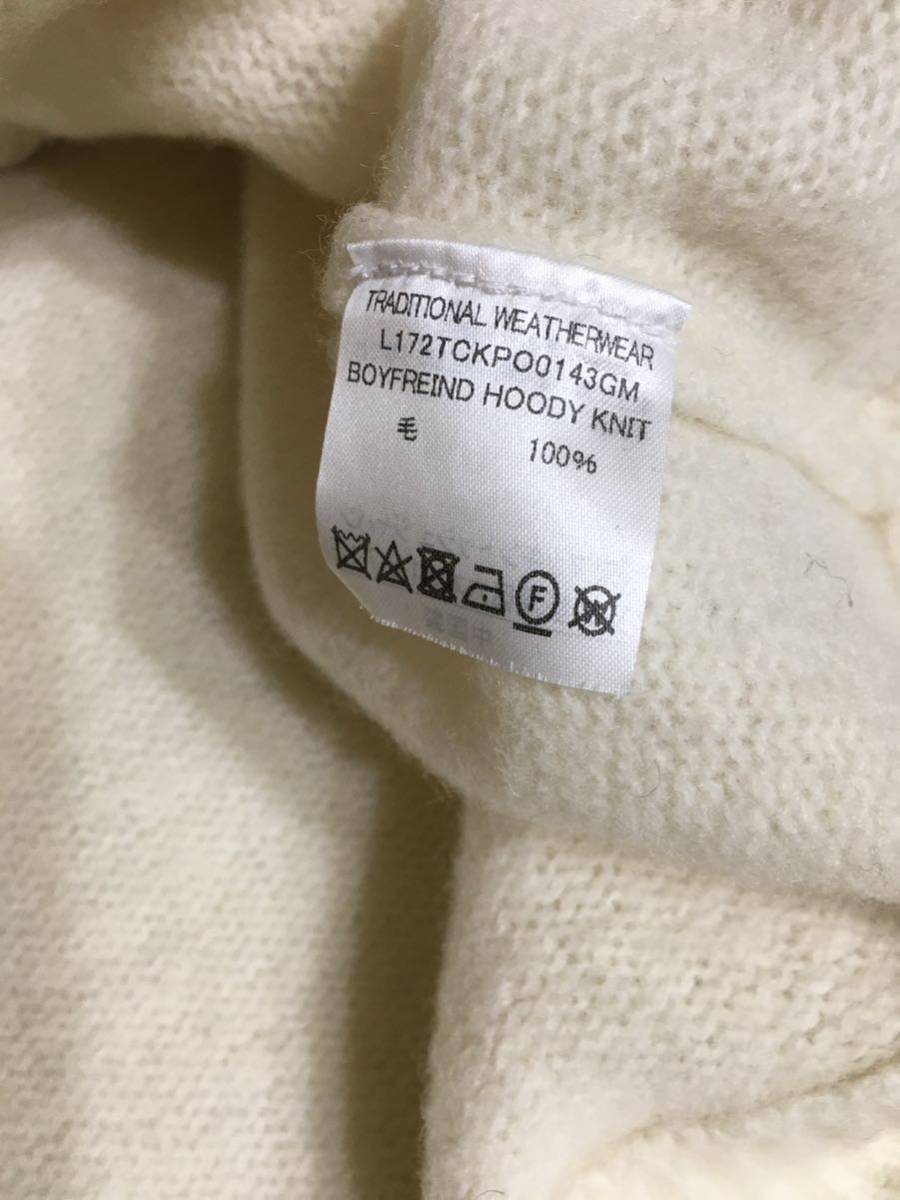 TRADITIONAL WEATHERWEAR
L172TCKPO0143GM
BOYFREIND HOODY KNIT
毛 100%
F
W